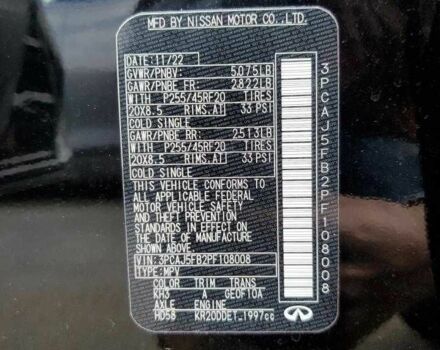 MFD BY NISSAN MOTOR CO., LTD.
DATE: 11/22
GVWR/PNBV: 5075LB
GAWR/PNBE FR: 2822LB
WITH P255/45RF20 TIRES
20X8.5 RIMS,AT 33 PSI
COLD SINGLE
GAWR/PNBE RR: 2513LB
WITH P255/45RF20 TIRES
20X8.5 RIMS,AT 33 PSI
COLD SINGLE
THIS VEHICLE CONFORMS TO
ALL APPLICABLE FEDERAL
MOTOR VEHICLE SAFETY AND
THEFT PREVENTION
STANDARDS IN EFFECT ON
THE DATE OF MANUFACTURE
SHOWN ABOVE.
VIN: 3PCAJ5FB2PF108008
TYPE: MPV
COLOR TRIM TRANS
KH3 A GE0F10A
AXLE ENGINE
HD58 KR20DDET 1997cc
3PCAJ5FB2PF108008